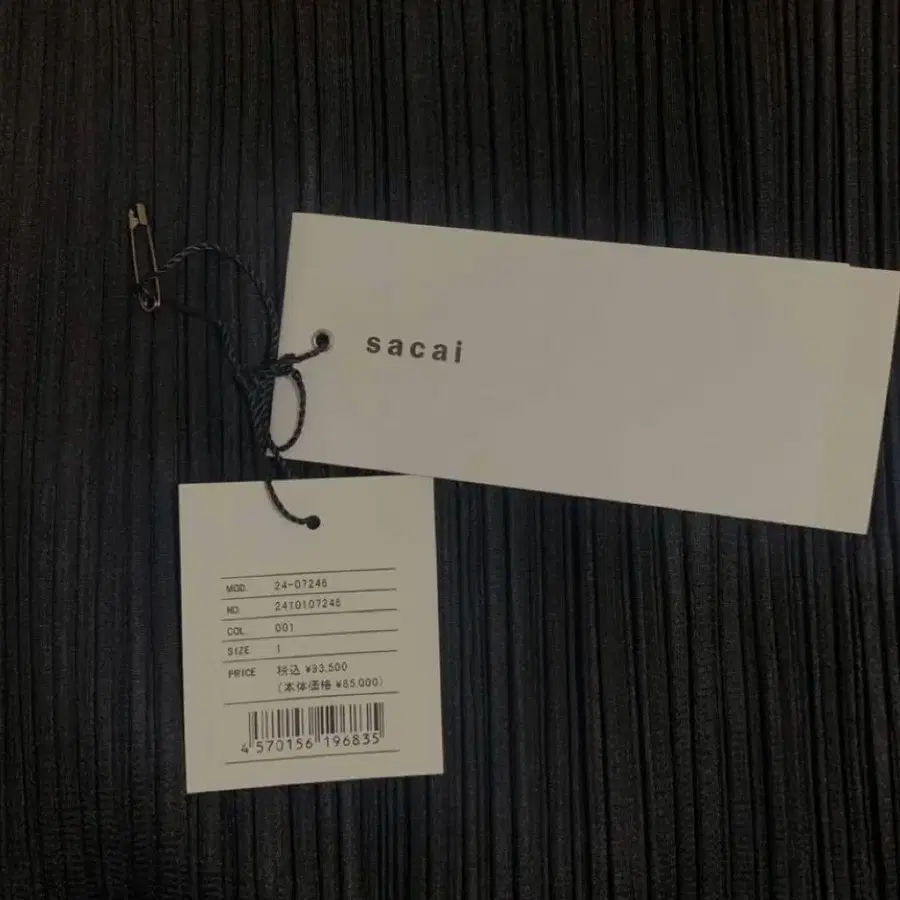 sacai
MOD. 24-07246
NO. 2410107246
COL. 001
SIZE 1
PRICE 税込 ¥93,500
(本体価格 ¥85,000)
4 570156 196835